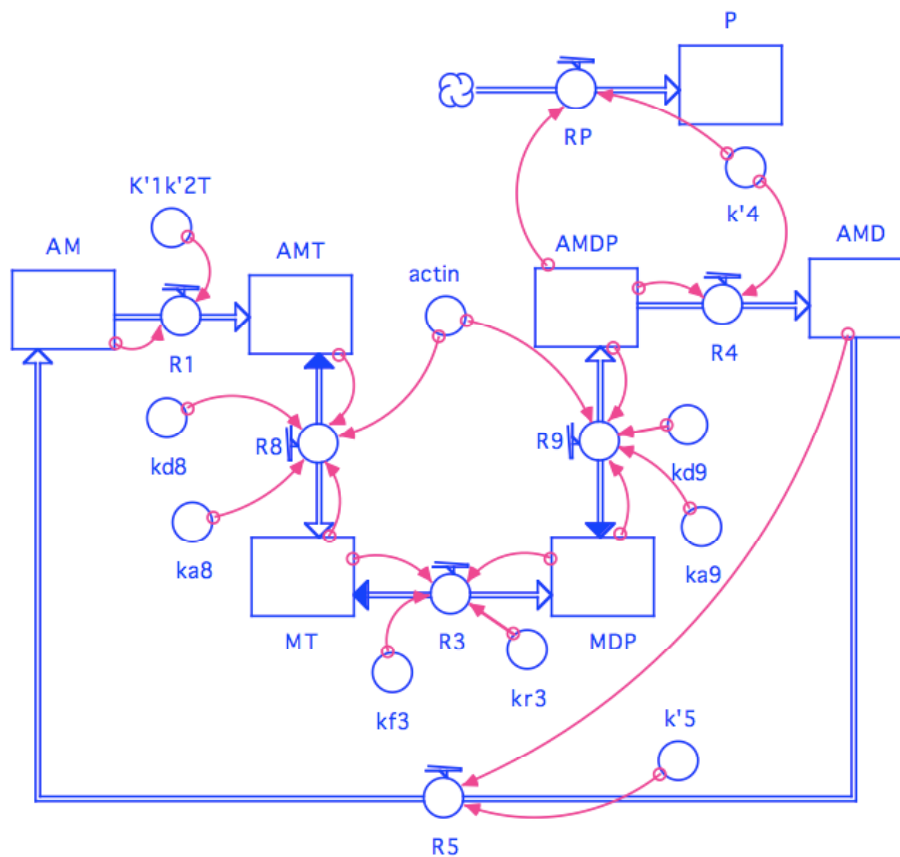 P
RP
K'1k'2T
k'4
AM
AMT
AMDP
AMD
actin
R1
R4
R8
R9
kd8
kd9
ka8
ka9
MT
R3
MDP
kf3
kr3
k'5
R5